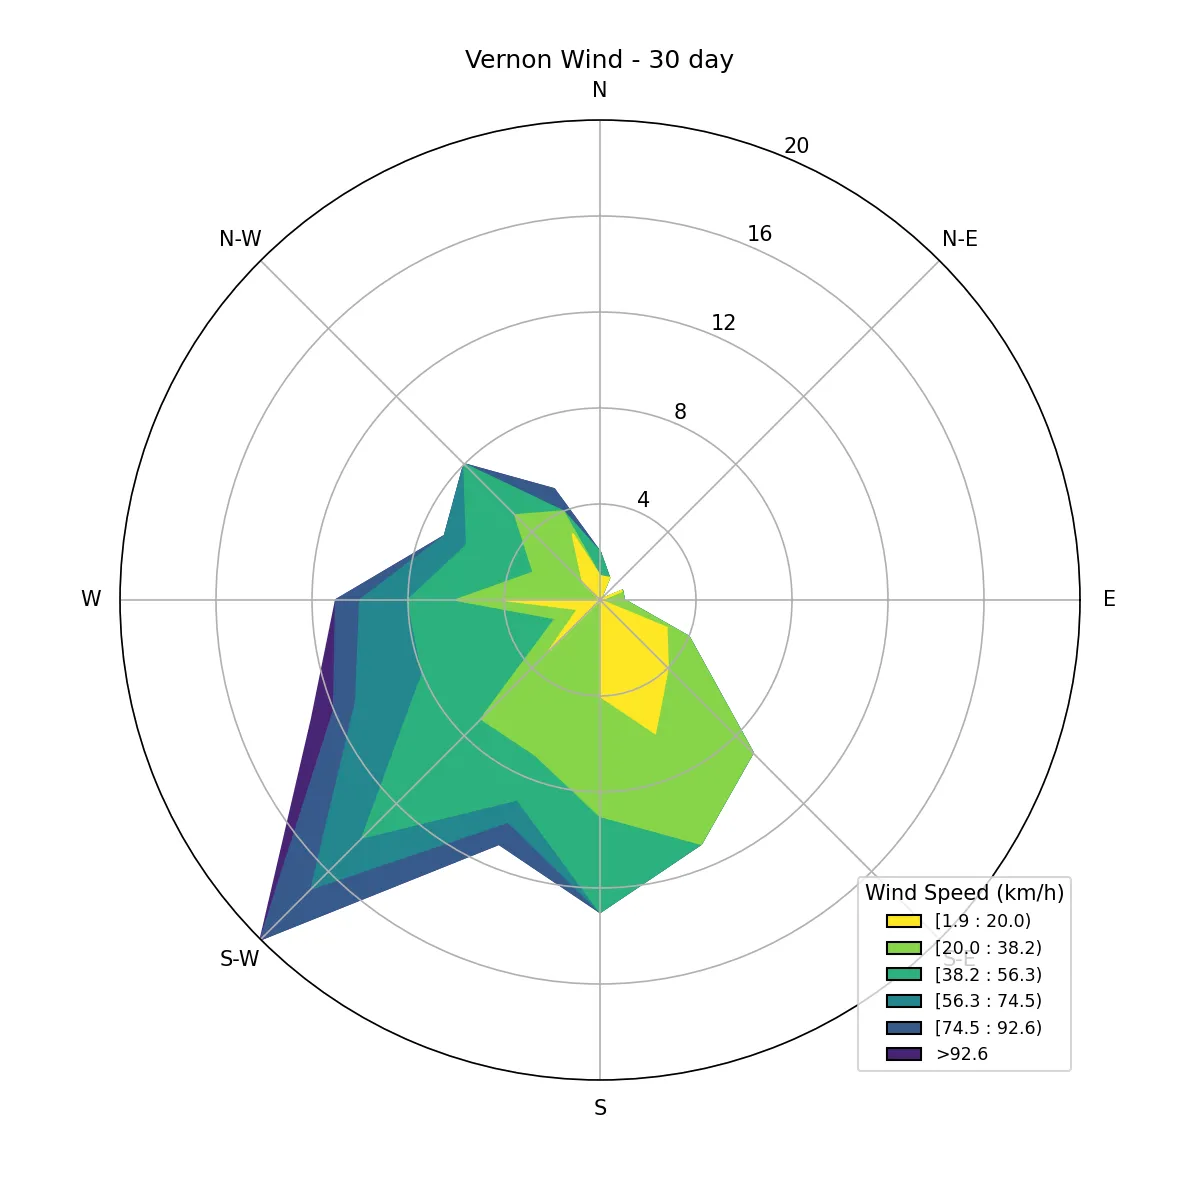 Vernon Wind - 30 day
N
20
16
N-W
N-E
12
8
4
W
E
Wind Speed (km/h)
[1.9 : 20.0)
[20.0 : 38.2)
S-W
S-E
[38.2 : 56.3)
[56.3 : 74.5)
[74.5 : 92.6)
>92.6
S